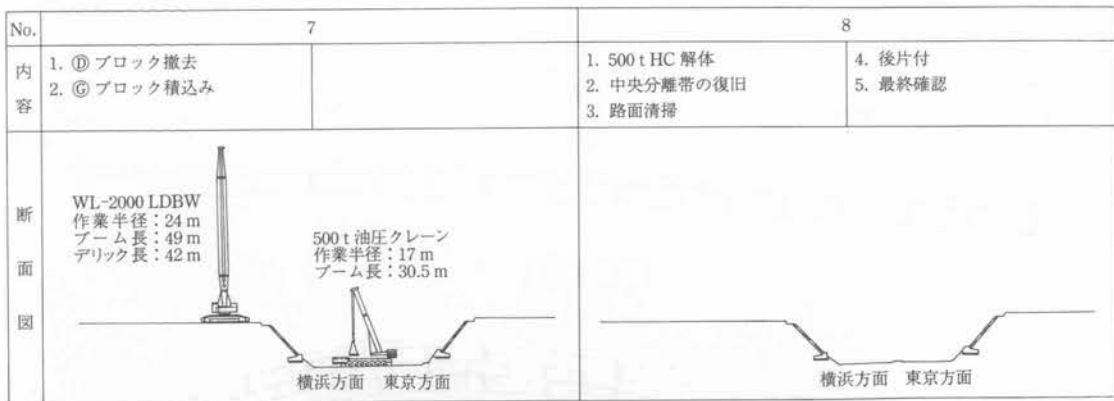 No.
7
8
内容
1. Ⓓ ブロック撤去
2. Ⓖ ブロック積込み
1. 500 t HC 解体
2. 中央分離帯の復旧
3. 路面清掃
4. 後片付
5. 最終確認
断面図
WL-2000 LDBW
作業半径：24 m
ブーム長：49 m
デリック長：42 m
500 t 油圧クレーン
作業半径：17 m
ブーム長：30.5 m
横浜方面 東京方面
横浜方面 東京方面